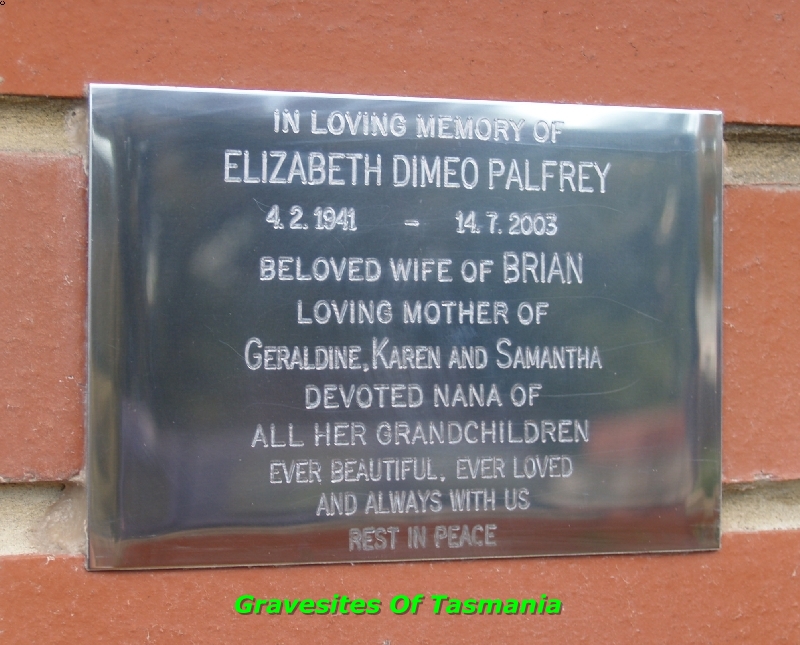 IN LOVING MEMORY OF
ELIZABETH DIMEO PALFREY
4.2.1941 - 14.7.2003
BELOVED WIFE OF BRIAN
LOVING MOTHER OF
GERALDINE, KAREN AND SAMANTHA
DEVOTED NANA OF
ALL HER GRANDCHILDREN
EVER BEAUTIFUL, EVER LOVED
AND ALWAYS WITH US
REST IN PEACE
Gravesites Of Tasmania